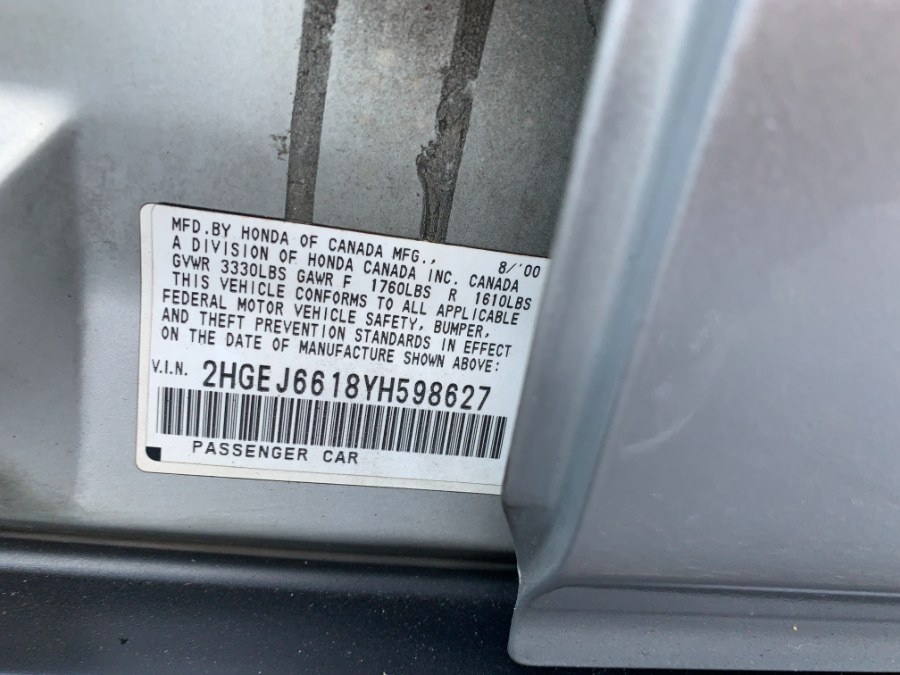 MFD.BY HONDA OF CANADA MFG., 8/'00
A DIVISION OF HONDA CANADA INC. CANADA
GVWR 3330LBS GAWR F 1760LBS R 1610LBS
THIS VEHICLE CONFORMS TO ALL APPLICABLE
FEDERAL MOTOR VEHICLE SAFETY, BUMPER,
AND THEFT PREVENTION STANDARDS IN EFFECT
ON THE DATE OF MANUFACTURE SHOWN ABOVE:
V.I.N. 2HGEJ6618YH598627
PASSENGER CAR